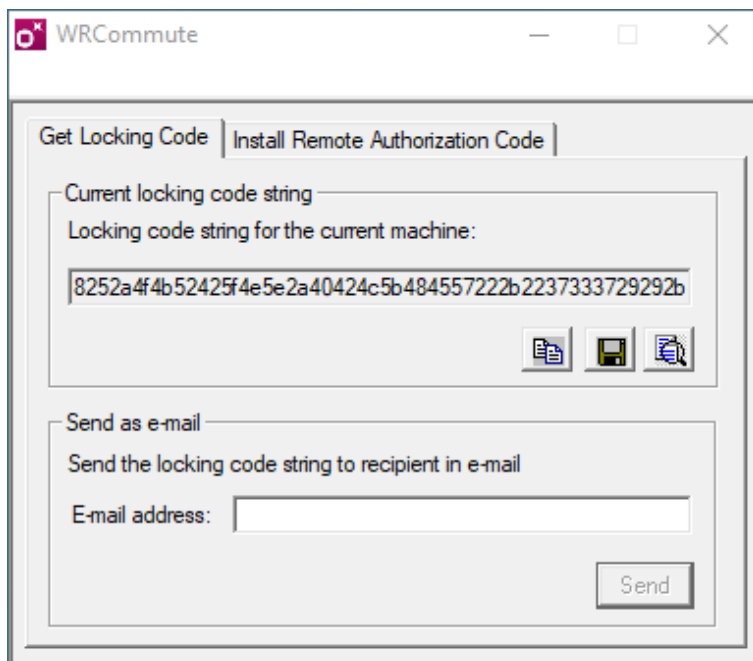 WRCommute
Get Locking Code
Install Remote Authorization Code
Current locking code string
Locking code string for the current machine:
8252a4f4b52425f4e5e2a40424c5b484557222b2237333729292b
Send as e-mail
Send the locking code string to recipient in e-mail
E-mail address:
Send